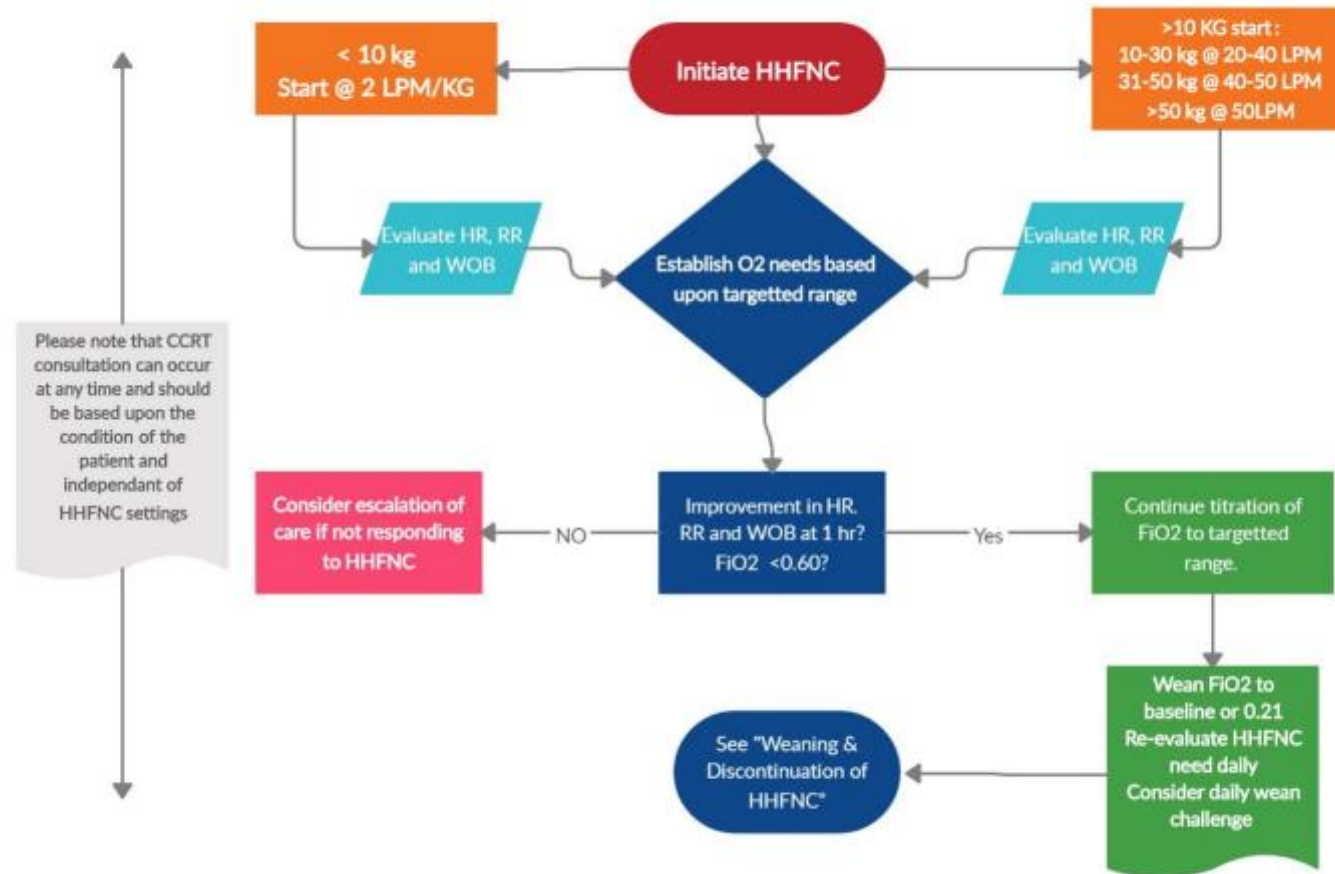 < 10 kg
Start @ 2 LPM/KG
Initiate HHFNC
>10 KG start :
10-30 kg @ 20-40 LPM
31-50 kg @ 40-50 LPM
>50 kg @ 50LPM
Evaluate HR, RR
and WOB
Establish O2 needs based
upon targetted range
Evaluate HR, RR
and WOB
Please note that CCRT
consultation can occur
at any time and should
be based upon the
condition of the
patient and
independant of
HHFNC settings
Consider escalation of
care if not responding
to HHFNC
NO
Improvement in HR,
RR and WOB at 1 hr?
FiO2 <0.60?
Yes
Continue titration of
FiO2 to targetted
range.
Wean FiO2 to
baseline or 0.21
Re-evaluate HHFNC
need daily
Consider daily wean
challenge
See "Weaning &
Discontinuation of
HHFNC"